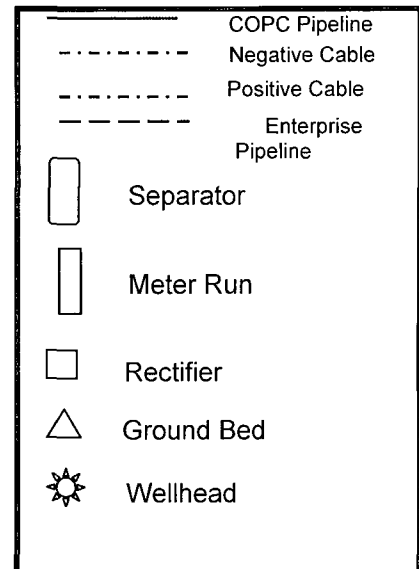 COPC Pipeline
Negative Cable
Positive Cable
Enterprise
Pipeline
Separator
Meter Run
Rectifier
Ground Bed
Wellhead